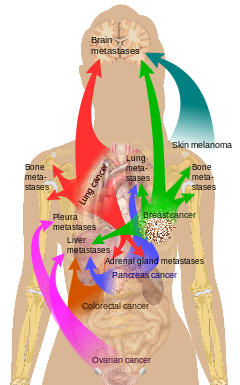 Brain
metastases
Skin melanoma
Lung
meta-
stases
Bone
meta-
stases
Bone
meta-
stases
Lung cancer
Pleura
metastases
Breast cancer
Liver
metastases
Adrenal gland metastases
Pancreas cancer
Colorectal cancer
Ovarian cancer